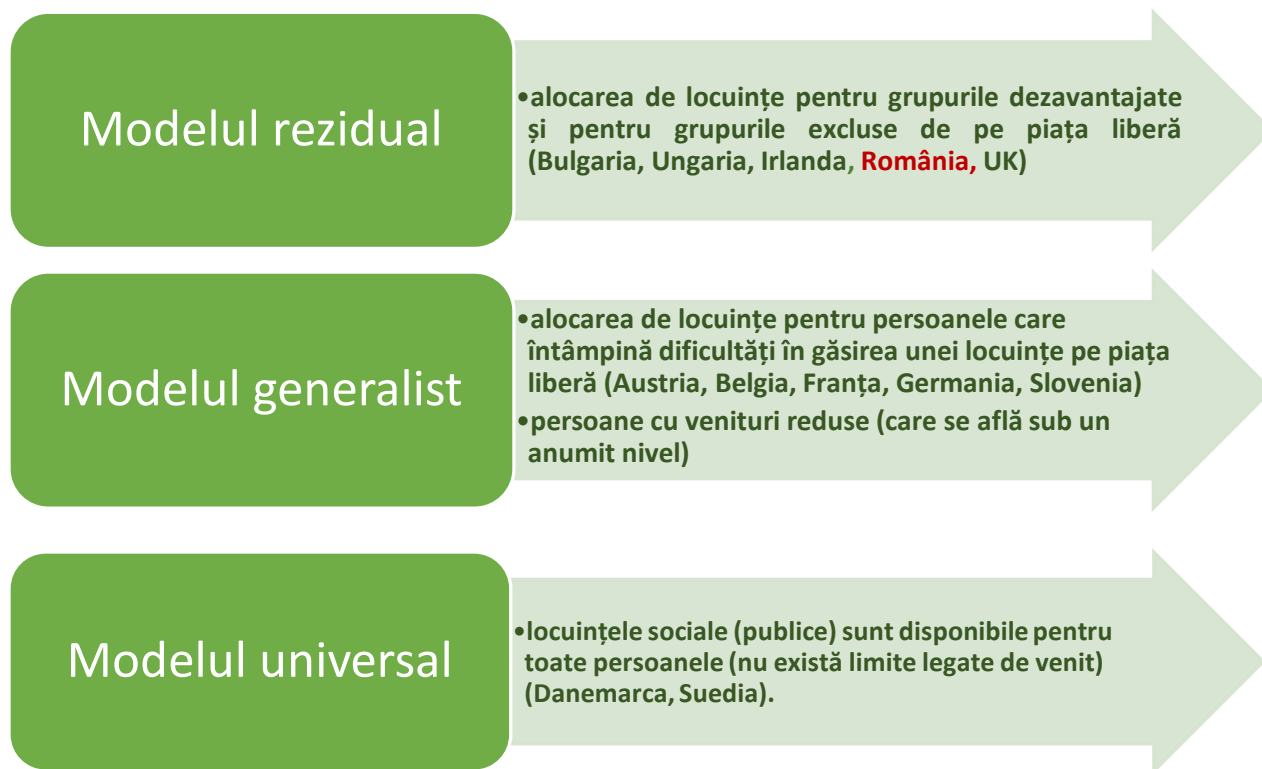 Modelul rezidual
•alocarea de locuințe pentru grupurile dezavantajate
și pentru grupurile excluse de pe piața liberă
(Bulgaria, Ungaria, Irlanda, România, UK)
Modelul generalist
•alocarea de locuințe pentru persoanele care
întâmpină dificultăți în găsirea unei locuințe pe piața
liberă (Austria, Belgia, Franța, Germania, Slovenia)
•persoane cu venituri reduse (care se află sub un
anumit nivel)
Modelul universal
•locuințele sociale (publice) sunt disponibile pentru
toate persoanele (nu există limite legate de venit)
(Danemarca, Suedia).